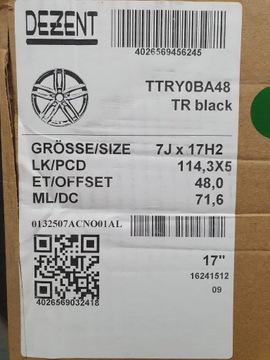 DEZENT
4026569456245
TTRY0BA48
TR black
GRÖSSE/SIZE 7J x 17H2
LK/PCD 114,3X5
ET/OFFSET 48,0
ML/DC 71,6
0132507ACNO01AL
17"
16241512
09
4026569032418